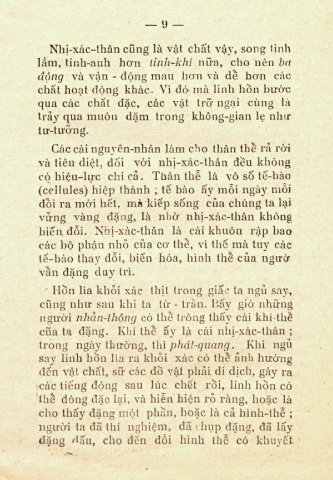 — 9 —
Nhị-xác-thân cũng là vật chất vậy, song tinh
lắm, tinh-anh hơn tinh-khí nữa, cho nên ba
động và vận-động mau hơn và dễ hơn các
chất hoạt động khác. Vì đó mà linh hồn bước
qua các chất đặc, các vật trở ngại cùng là
trảy qua muôn dặm trong không-gian lẹ như
tư-tưởng.
Các cái nguyên-nhân làm cho thân thể rã rời
và tiêu diệt, đối với nhị-xác-thân đều không
có hiệu-lực chi cả. Thân thể là vô số tế-bào
(cellules) hiệp thành ; tế bào ấy mỗi ngày mỗi
đổi ra mới hết, mà kiếp sống của chúng ta lại
vững vàng đặng, là nhờ nhị-xác-thân không
biến đổi. Nhị-xác-thân là cái khuôn rập bao
các bộ phận nhỏ của cơ thể, vì thế mà tuy các
tế-bào thay đổi, biến hóa, hình thể của người
vẫn đặng duy trì.
Hồn lìa khỏi xác thịt trong giấc ta ngủ say,
cũng như sau khi ta từ-trần. Bấy giờ những
người nhãn-thông có thể trông thấy cái khí-thể
của ta đặng. Khí thể ấy là cái nhị-xác-thân ;
trong ngày thường, thì phát-quang. Khi ngủ
say linh hồn lìa ra khỏi xác có thể ảnh hưởng
đến vật chất, sử các đồ vật phải di dịch, gây ra
các tiếng động sau lúc chết rồi, linh hồn có
thể đông đặc lại, và hiển hiện rõ ràng, hoặc là
cho thấy đặng một phần, hoặc là cả hình-thể ;
người ta đã thí nghiệm, đã chụp đặng, đã lấy
đặng dấu, cho đến đổi hình thể có khuyết